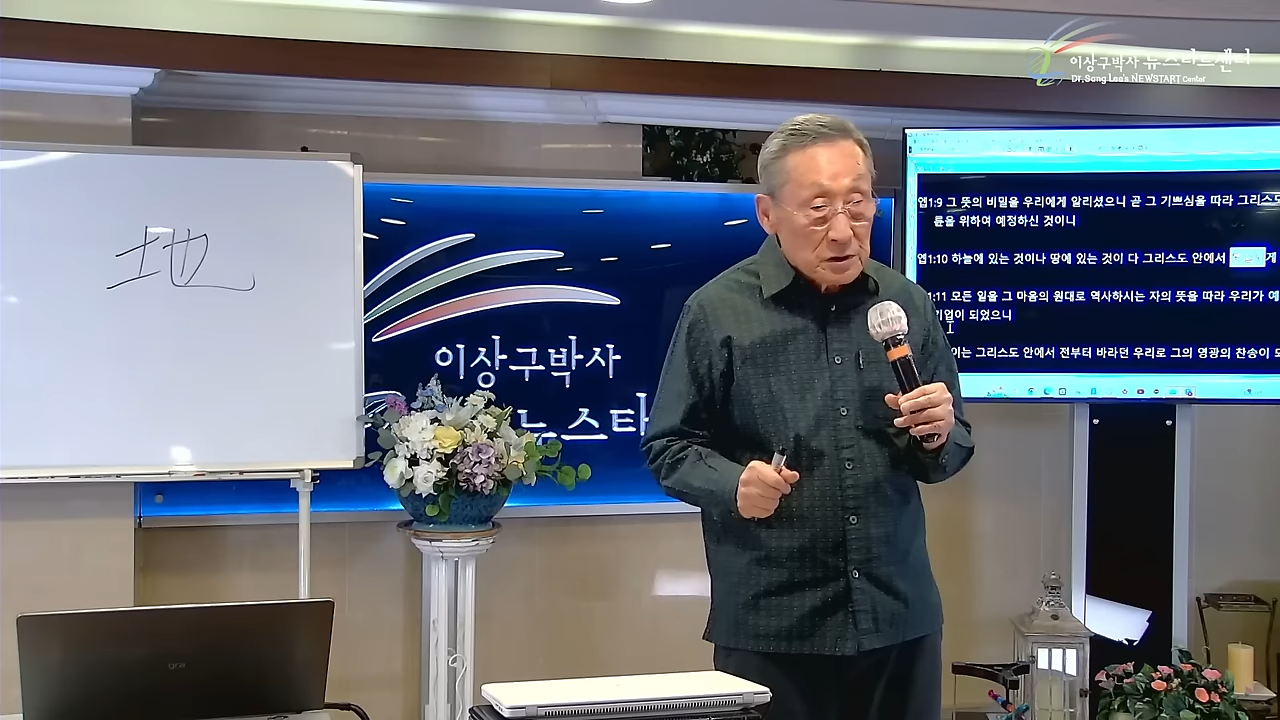 이상구박사 뉴스타트센터
Dr. Sang Lee's NEWSTART Center
地
이상구박사
뉴스타
엡1:9 그 뜻의 비밀을 우리에게 알리셨으니 곧 그 기쁘심을 따라 그리스도
륜을 위하여 예정하신 것이니
엡1:10 하늘에 있는 것이나 땅에 있는 것이 다 그리스도 안에서 게
1:11 모든 일을 그 마음의 원대로 역사하시는 자의 뜻을 따라 우리가 예
기업이 되었으니
이는 그리스도 안에서 전부터 바라던 우리로 그의 영광의 찬송이 되
gra